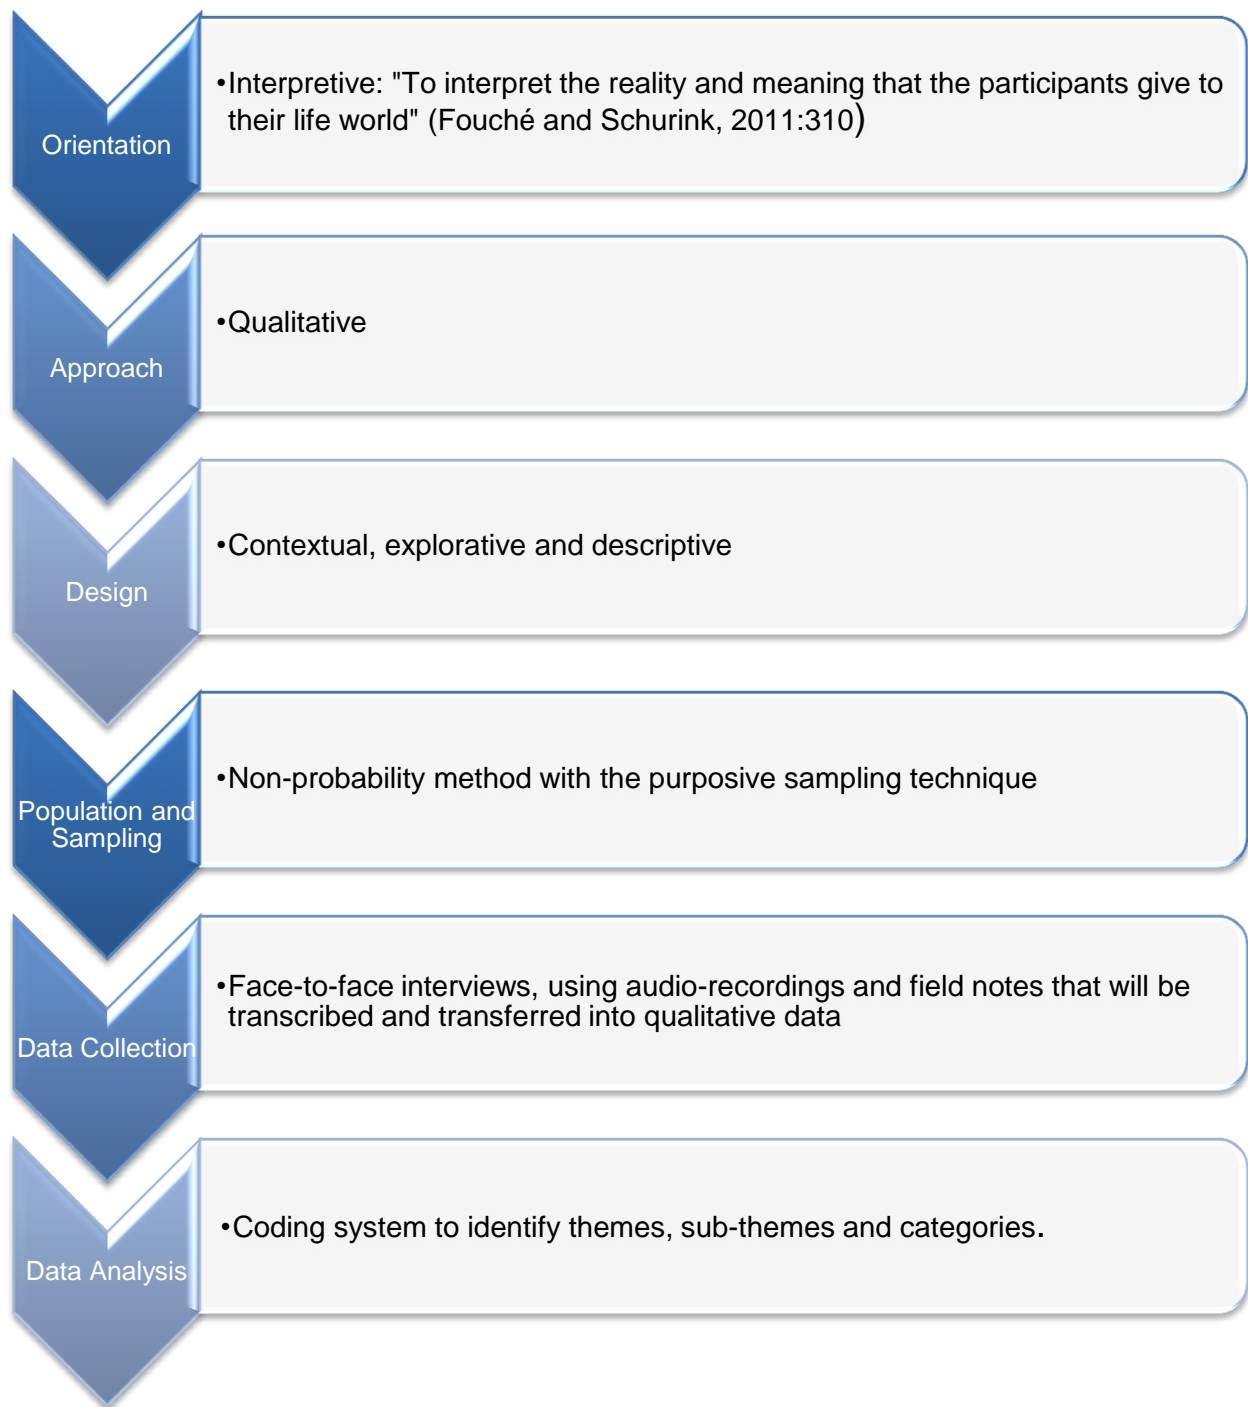 Orientation
•Interpretive: "To interpret the reality and meaning that the participants give to
their life world" (Fouché and Schurink, 2011:310)
Approach
•Qualitative
Design
•Contextual, explorative and descriptive
Population and
Sampling
•Non-probability method with the purposive sampling technique
Data Collection
•Face-to-face interviews, using audio-recordings and field notes that will be
transcribed and transferred into qualitative data
Data Analysis
•Coding system to identify themes, sub-themes and categories.